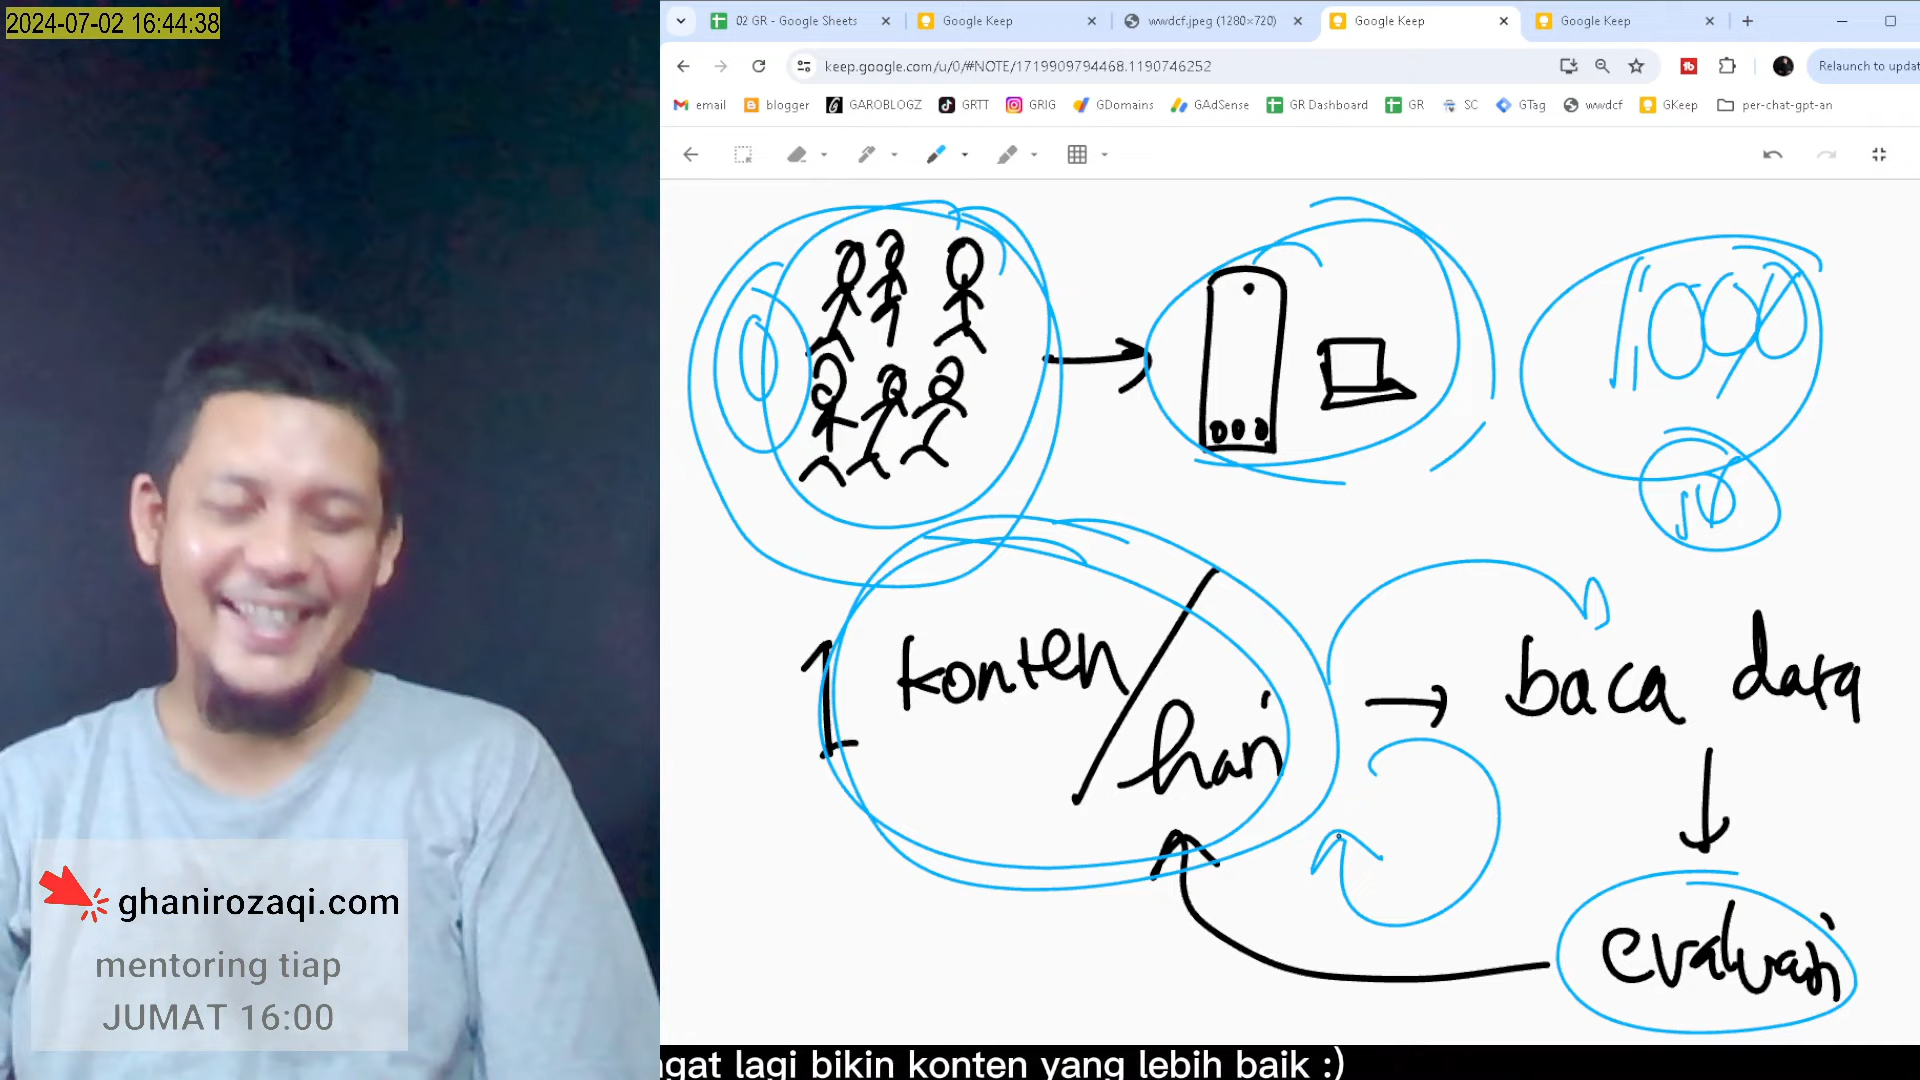 2024-07-02 16:44:38
02 GR - Google Sheets
Google Keep
wwdcf.jpeg (1280×720)
Google Keep
Google Keep
keep.google.com/u/0/#NOTE/1719909794468.1190746252
Relaunch to updat
email
blogger
GAROBLOGZ
GRTT
GRIG
GDomains
GAdSense
GR Dashboard
GR
SC
GTag
wwdcf
GKeep
per-chat-gpt-an
1 konten/hari
baca data
evaluasi
ghanirozaqi.com
mentoring tiap
JUMAT 16:00
lagi bikin konten yang lebih baik :)